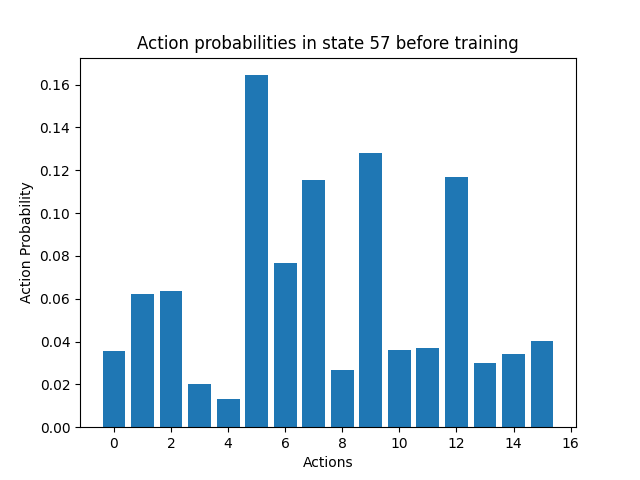 Action probabilities in state 57 before training
0.16
0.14
0.12
0.10
0.08
0.06
0.04
0.02
0.00
Action Probability
0 2 4 6 8 10 12 14 16
Actions